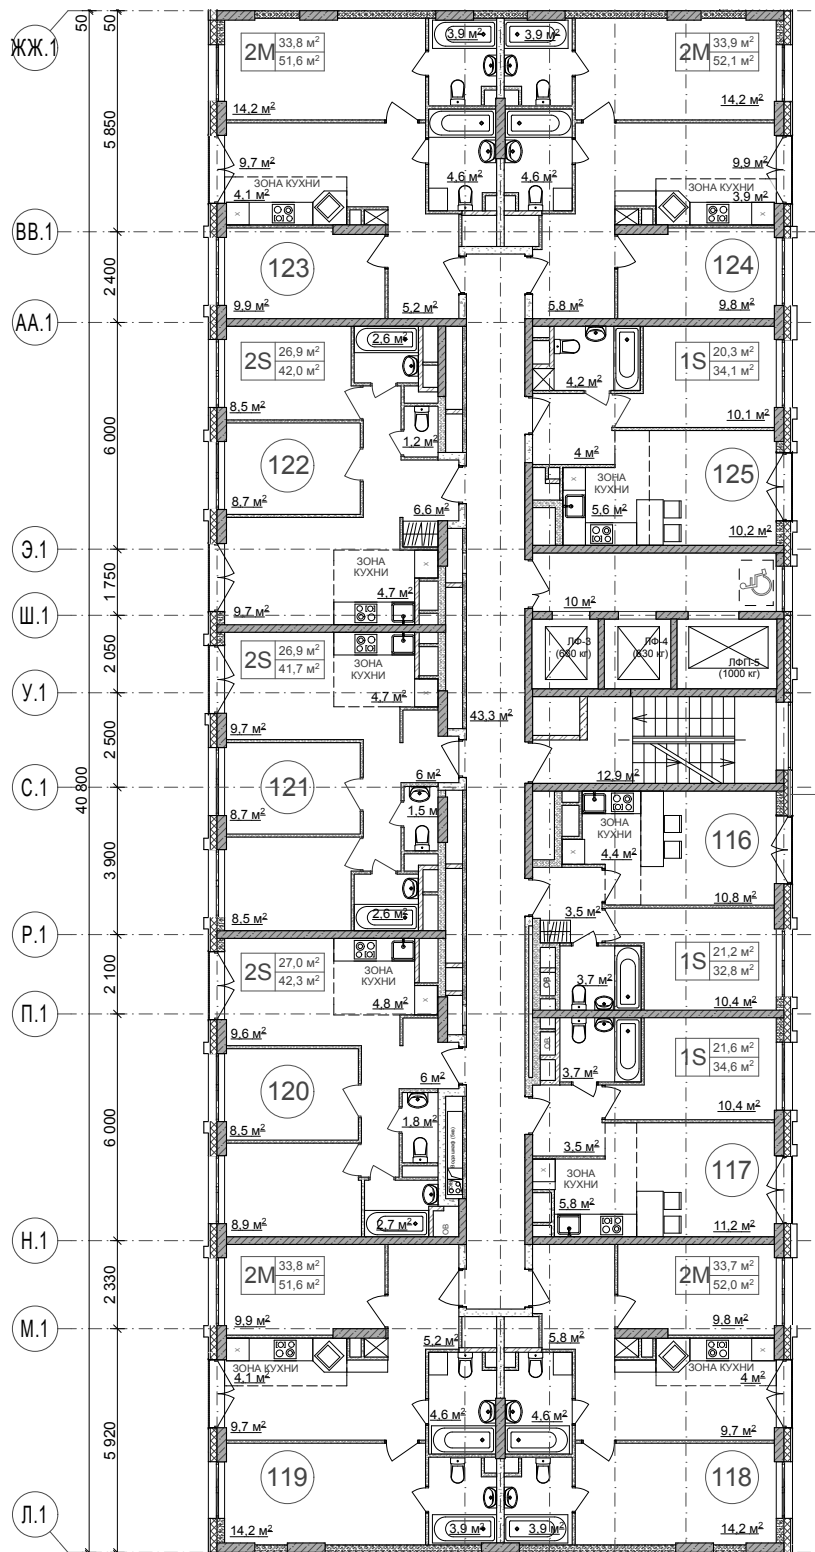 ЖЖ.1
50
50
2М
33,8 м²
51,6 м²
3,9 м²
3,9 м²
2М
33,9 м²
52,1 м²
14,2 м²
14,2 м²
5 850
9,7 м²
9,9 м²
ЗОНА КУХНИ
4,1 м²
4,6 м²
4,6 м²
ЗОНА КУХНИ
3,9 м²
X
X
ВВ.1
2 400
123
124
9,9 м²
5,2 м²
5,8 м²
9,8 м²
АА.1
2S
26,9 м²
42,0 м²
2,6 м²
1S
20,3 м²
34,1 м²
4,2 м²
8,5 м²
10,1 м²
6 000
1,2 м²
4 м²
122
125
ЗОНА
КУХНИ
X
8,7 м²
6,6 м²
5,6 м²
10,2 м²
Э.1
ЗОНА
КУХНИ
X
1 750
4,7 м²
10 м²
9,7 м²
Ш.1
2S
26,9 м²
41,7 м²
ЗОНА
КУХНИ
ЛФ-3
(630 кг)
ЛФ-4
(630 кг)
ЛФП-5
(1000 кг)
2 050
4,7 м²
X
У.1
43,3 м²
9,7 м²
2 500
6 м²
12,9 м²
С.1
40 800
121
1,5 м
ЗОНА
КУХНИ
116
8,7 м²
4,4 м²
X
3 900
10,8 м²
8,5 м²
2,6 м²
3,5 м²
Р.1
2S
27,0 м²
42,3 м²
ЗОНА
КУХНИ
1S
21,2 м²
32,8 м²
2 100
4,8 м²
X
ОВ
3,7 м²
10,4 м²
П.1
9,6 м²
ОВ
1S
21,6 м²
34,6 м²
6 м²
3,7 м²
120
10,4 м²
6 000
8,5 м²
1,8 м²
3,5 м²
X
ЗОНА
КУХНИ
117
5,8 м²
8,9 м²
2,7 м²
ОВ
11,2 м²
Н.1
2М
33,8 м²
51,6 м²
2М
33,7 м²
52,0 м²
2 330
9,9 м²
9,8 м²
М.1
5,2 м²
5,8 м²
X
X
ЗОНА КУХНИ
4,1 м²
ЗОНА КУХНИ
4 м²
9,7 м²
4,6 м²
4,6 м²
9,7 м²
5 920
119
118
Л.1
14,2 м²
3,9 м²
3,9 м²
14,2 м²